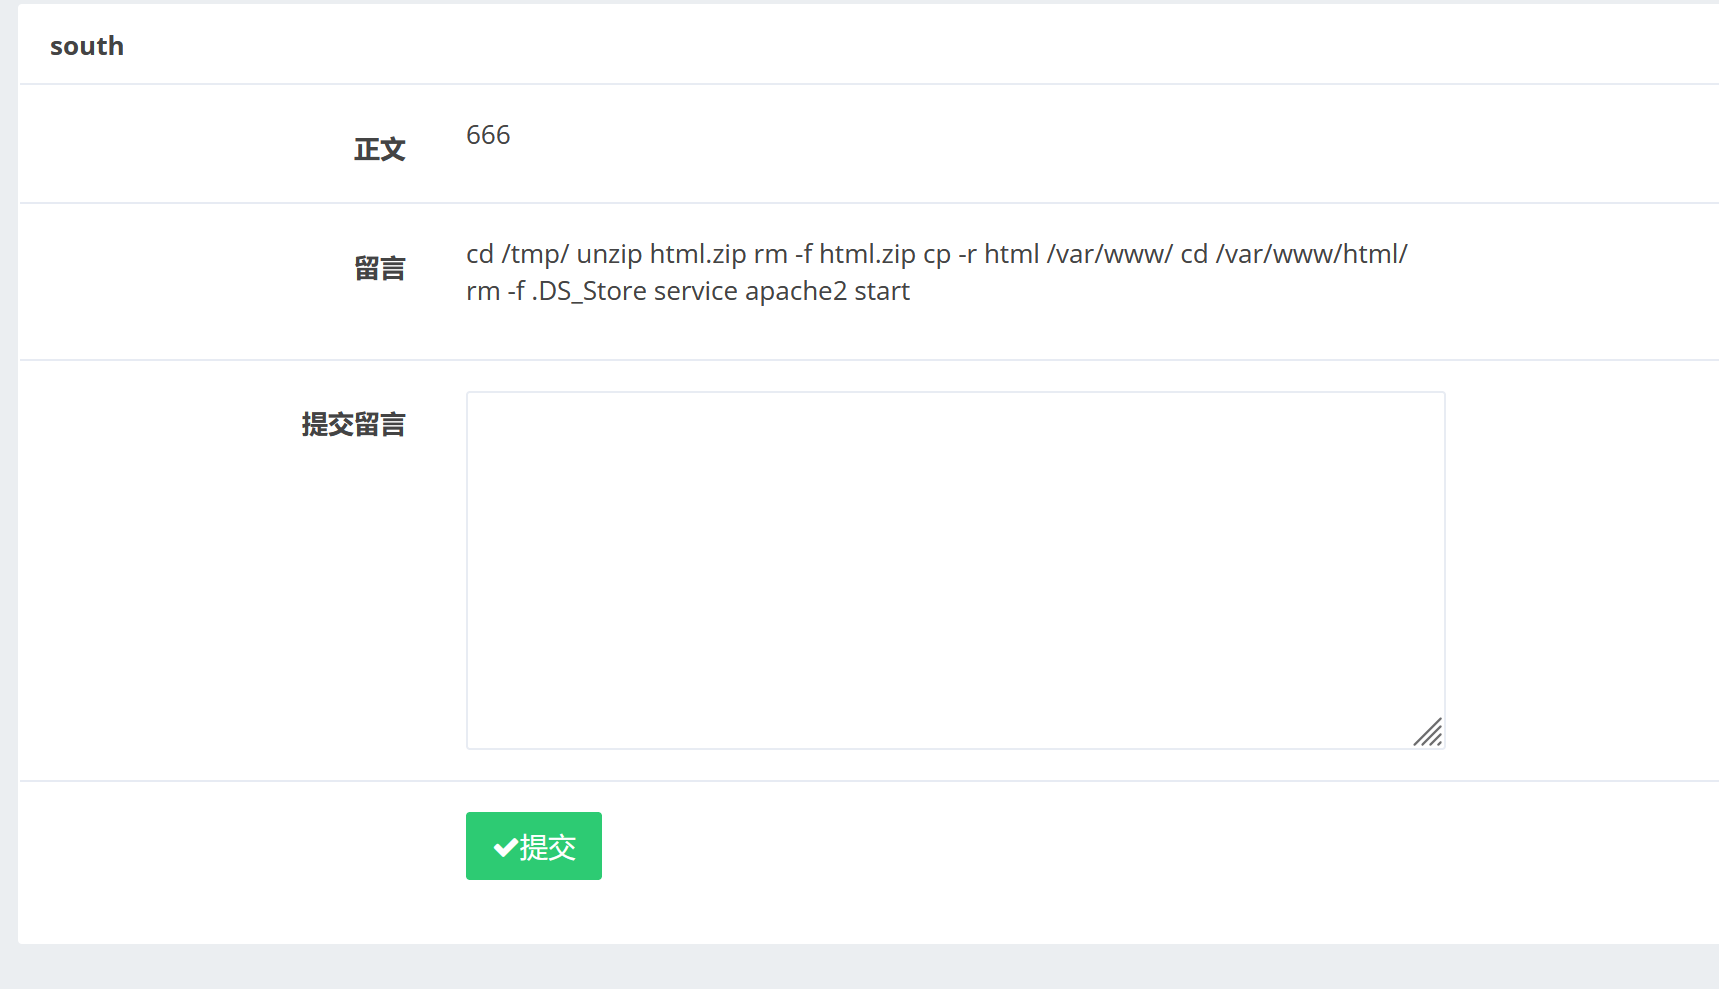 south
正文
666
留言
cd /tmp/ unzip html.zip rm -f html.zip cp -r html /var/www/ cd /var/www/html/
rm -f .DS_Store service apache2 start
提交留言
提交